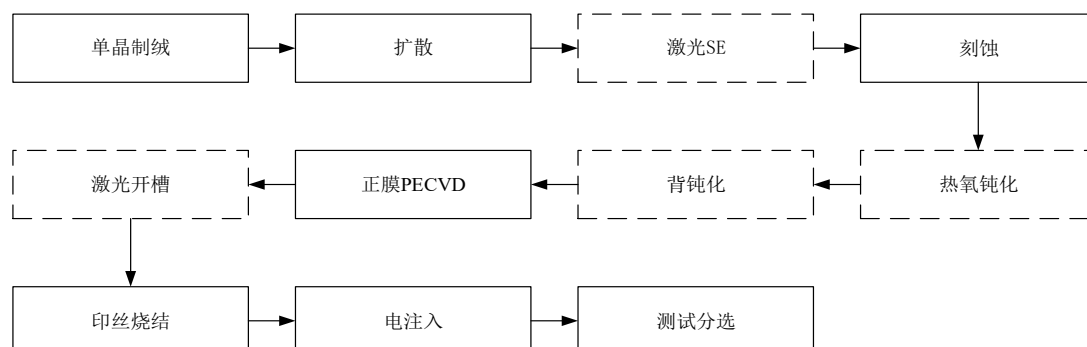 单晶制绒
扩散
激光SE
刻蚀
热氧钝化
背钝化
正膜PECVD
激光开槽
印丝烧结
电注入
测试分选